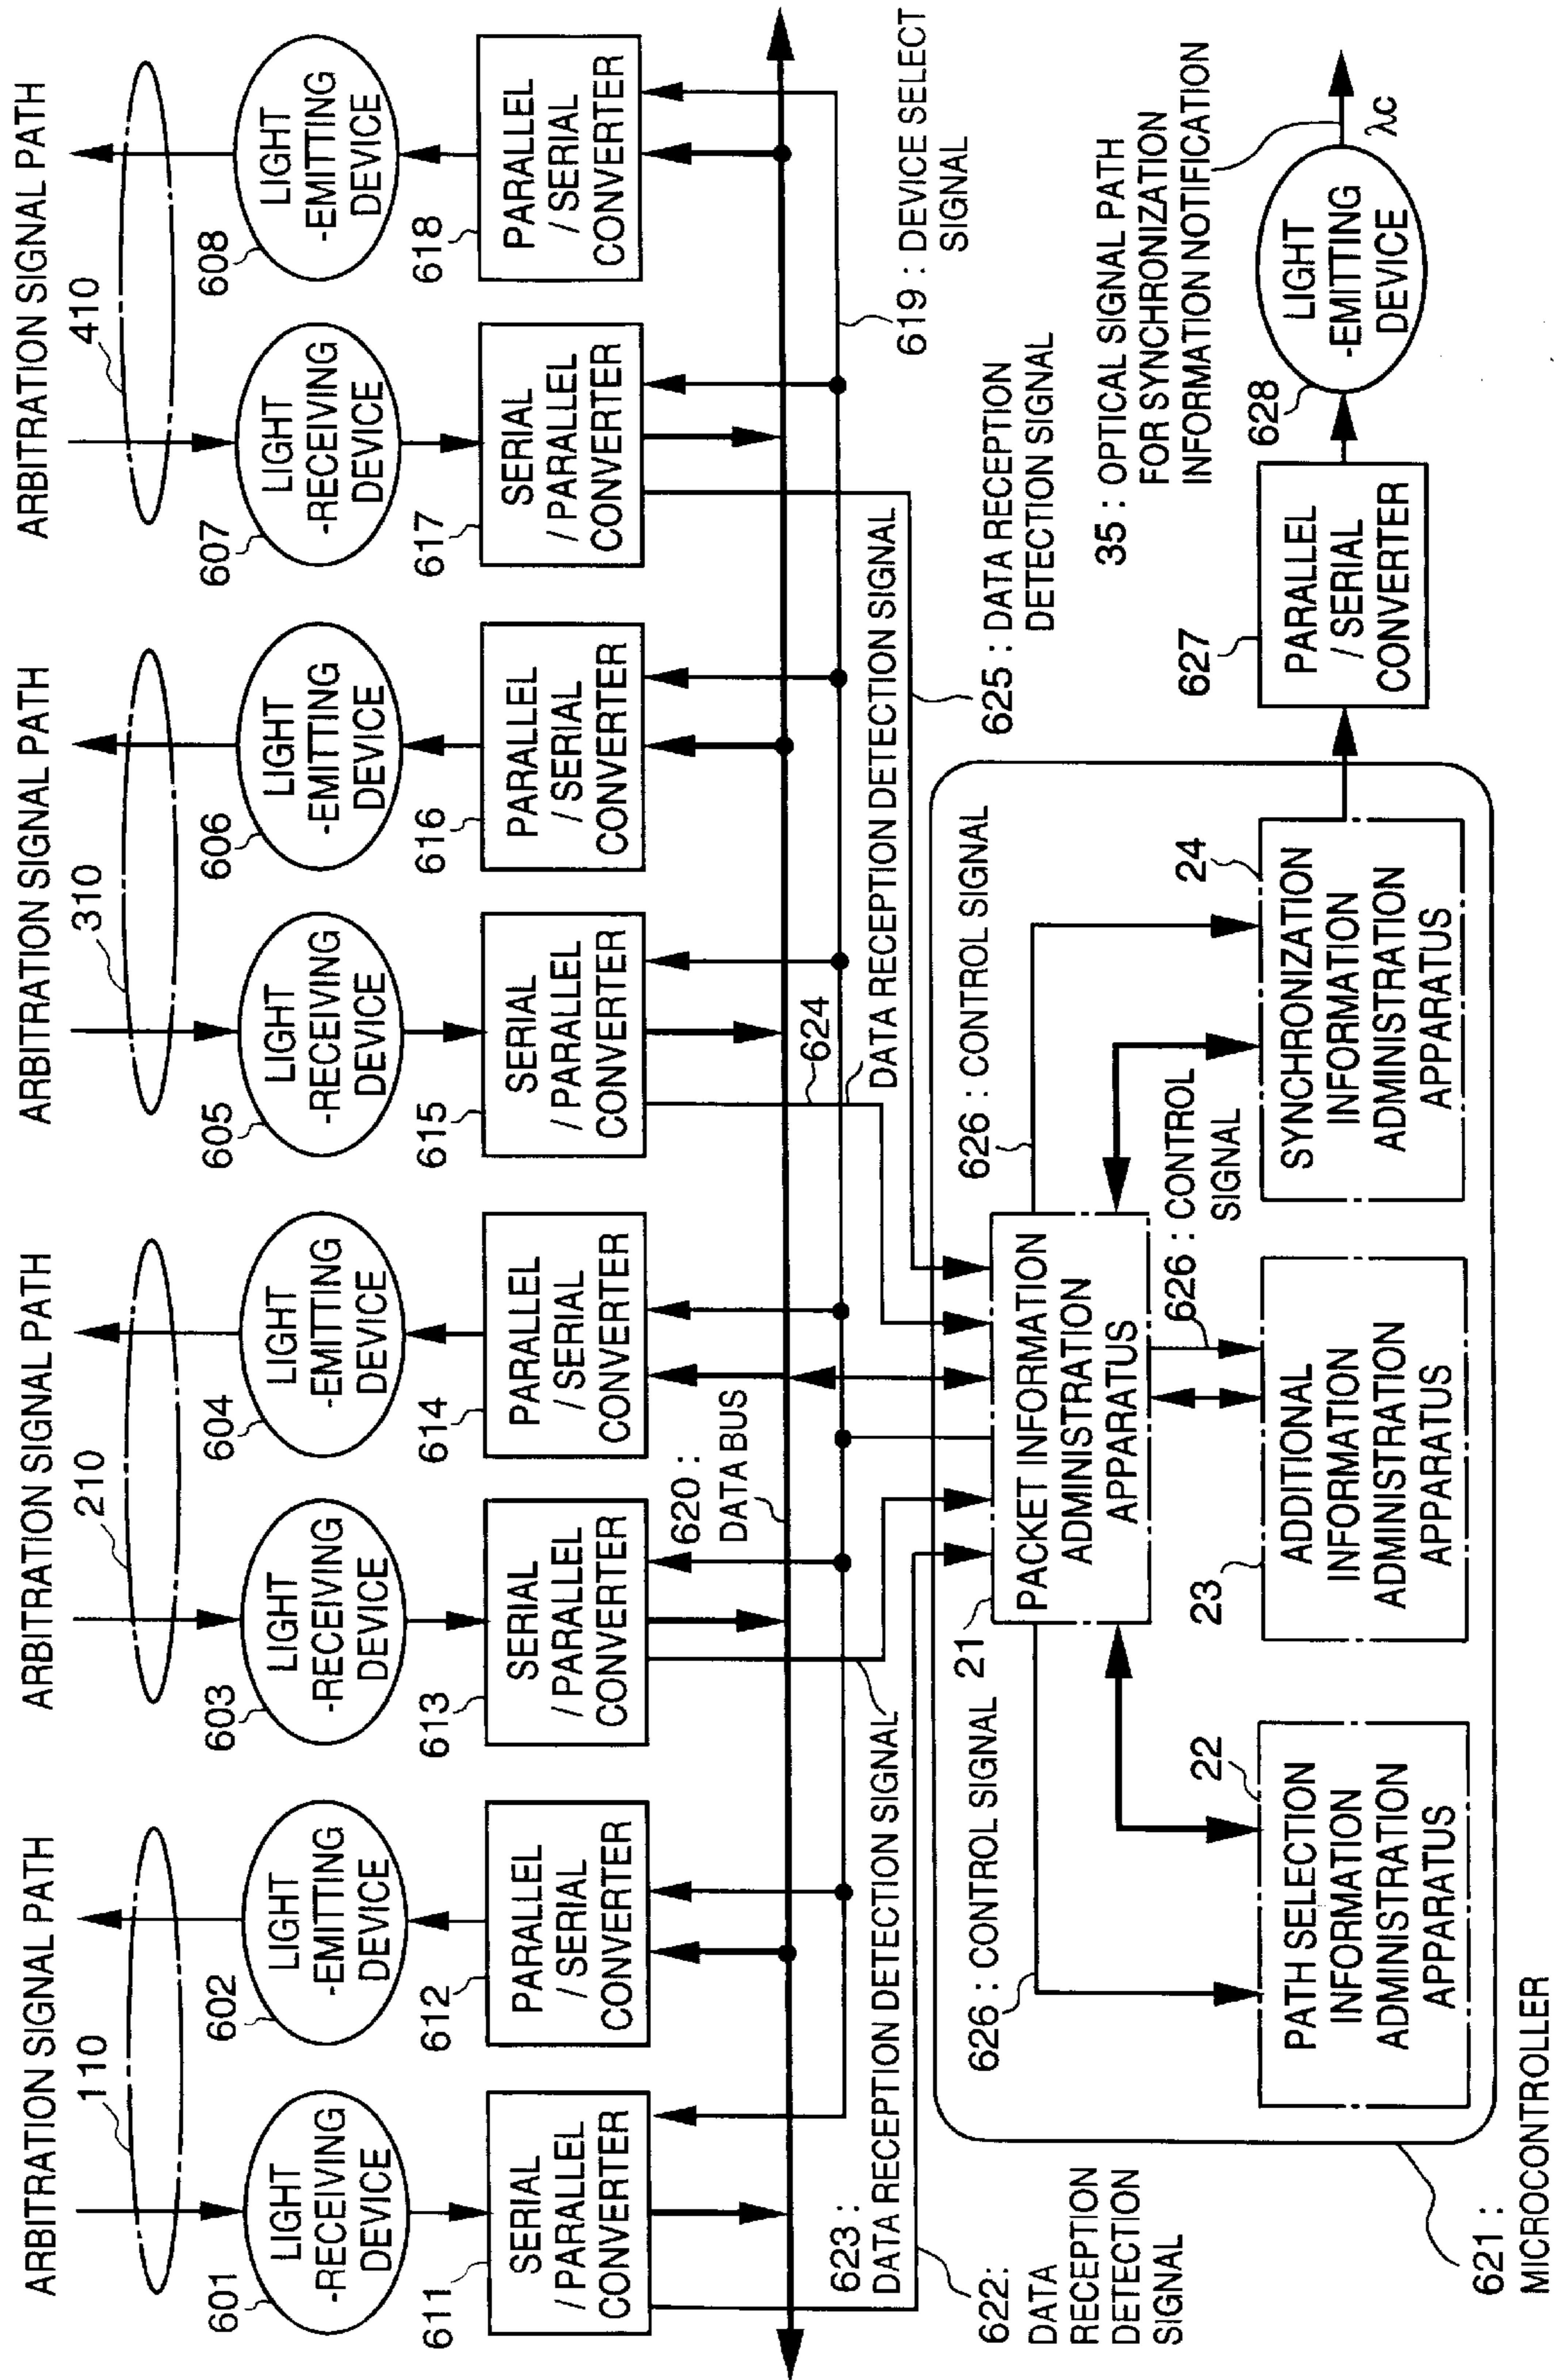 ARBITRATION SIGNAL PATH
110
ARBITRATION SIGNAL PATH
210
ARBITRATION SIGNAL PATH
310
ARBITRATION SIGNAL PATH
410
601
LIGHT
-RECEIVING
DEVICE
602
LIGHT
-EMITTING
DEVICE
603
LIGHT
-RECEIVING
DEVICE
604
LIGHT
-EMITTING
DEVICE
605
LIGHT
-RECEIVING
DEVICE
606
LIGHT
-EMITTING
DEVICE
607
LIGHT
-RECEIVING
DEVICE
608
LIGHT
-EMITTING
DEVICE
611
SERIAL
/ PARALLEL
CONVERTER
612
PARALLEL
/ SERIAL
CONVERTER
613
SERIAL
/ PARALLEL
CONVERTER
614
PARALLEL
/ SERIAL
CONVERTER
615
SERIAL
/ PARALLEL
CONVERTER
616
PARALLEL
/ SERIAL
CONVERTER
617
SERIAL
/ PARALLEL
CONVERTER
618
PARALLEL
/ SERIAL
CONVERTER
620 :
DATA BUS
619 : DEVICE SELECT
SIGNAL
623 :
DATA RECEPTION DETECTION SIGNAL
624
DATA RECEPTION DETECTION SIGNAL
625 : DATA RECEPTION
DETECTION SIGNAL
622:
DATA
RECEPTION
DETECTION
SIGNAL
626 : CONTROL SIGNAL
21
PACKET INFORMATION
ADMINISTRATION
APPARATUS
626 : CONTROL SIGNAL
626 : CONTROL
SIGNAL
22
PATH SELECTION
INFORMATION
ADMINISTRATION
APPARATUS
23
ADDITIONAL
INFORMATION
ADMINISTRATION
APPARATUS
24
SYNCHRONIZATION
INFORMATION
ADMINISTRATION
APPARATUS
627
PARALLEL
/ SERIAL
CONVERTER
628
LIGHT
-EMITTING
DEVICE
35 : OPTICAL SIGNAL PATH
FOR SYNCHRONIZATION
INFORMATION NOTIFICATION
λc
621 :
MICROCONTROLLER